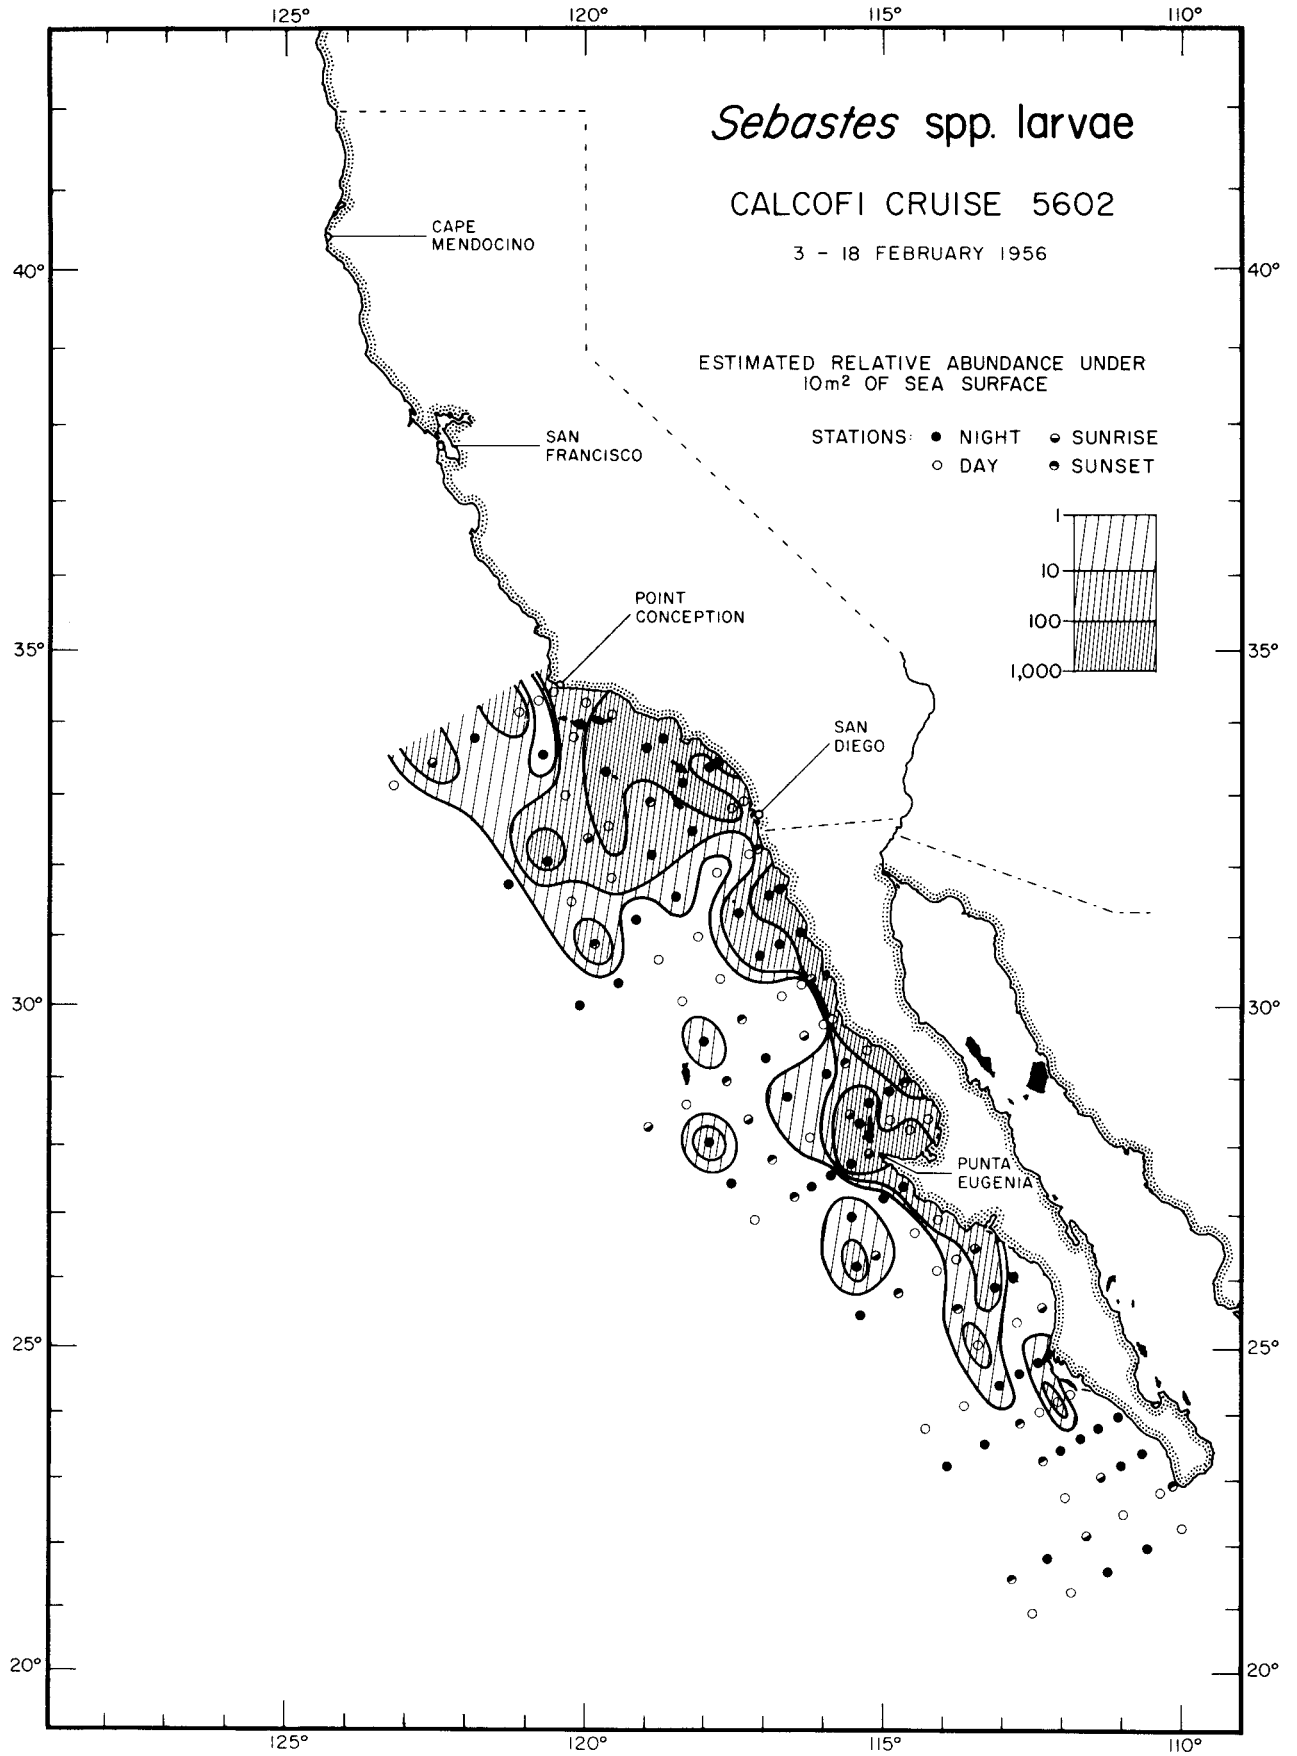 125° 120° 115° 110°
Sebastes spp. larvae
CALCOFI CRUISE 5602
3 - 18 FEBRUARY 1956
CAPE
MENDOCINO
40° 40°
ESTIMATED RELATIVE ABUNDANCE UNDER
10m² OF SEA SURFACE
STATIONS: ● NIGHT ◒ SUNRISE
○ DAY ◓ SUNSET
SAN
FRANCISCO
1
10
100
1,000
POINT
CONCEPTION
35° 35°
SAN
DIEGO
30° 30°
PUNTA
EUGENIA
25° 25°
20° 20°
125° 120° 115° 110°